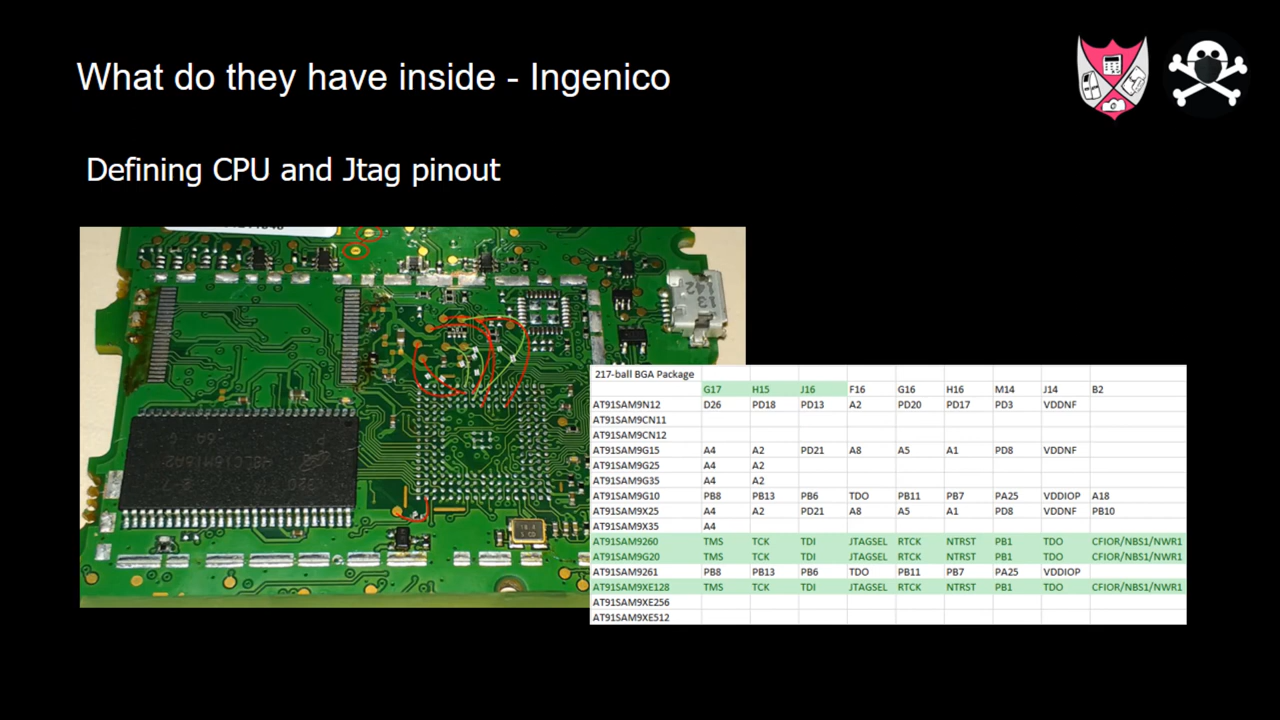 What do they have inside - Ingenico
Defining CPU and Jtag pinout
217-ball BGA Package
G17 H15 J16 F16 G16 H16 M14 J14 B2
AT91SAM9N12 D26 PD18 PD13 A2 PD20 PD17 PD3 VDDNF
AT91SAM9CN11
AT91SAM9CN12
AT91SAM9G15 A4 A2 PD21 A8 A5 A1 PD8 VDDNF
AT91SAM9G25 A4 A2
AT91SAM9G35 A4 A2
AT91SAM9G10 PB8 PB13 PB6 TDO PB11 PB7 PA25 VDDIOP A18
AT91SAM9X25 A4 A2 PD21 A8 A5 A1 PD8 VDDNF PB10
AT91SAM9X35 A4
AT91SAM9260 TMS TCK TDI JTAGSEL RTCK NTRST PB1 TDO CFIOR/NBS1/NWR1
AT91SAM9G20 TMS TCK TDI JTAGSEL RTCK NTRST PB1 TDO CFIOR/NBS1/NWR1
AT91SAM9261 PB8 PB13 PB6 TDO PB11 PB7 PA25 VDDIOP
AT91SAM9XE128 TMS TCK TDI JTAGSEL RTCK NTRST PB1 TDO CFIOR/NBS1/NWR1
AT91SAM9XE256
AT91SAM9XE512